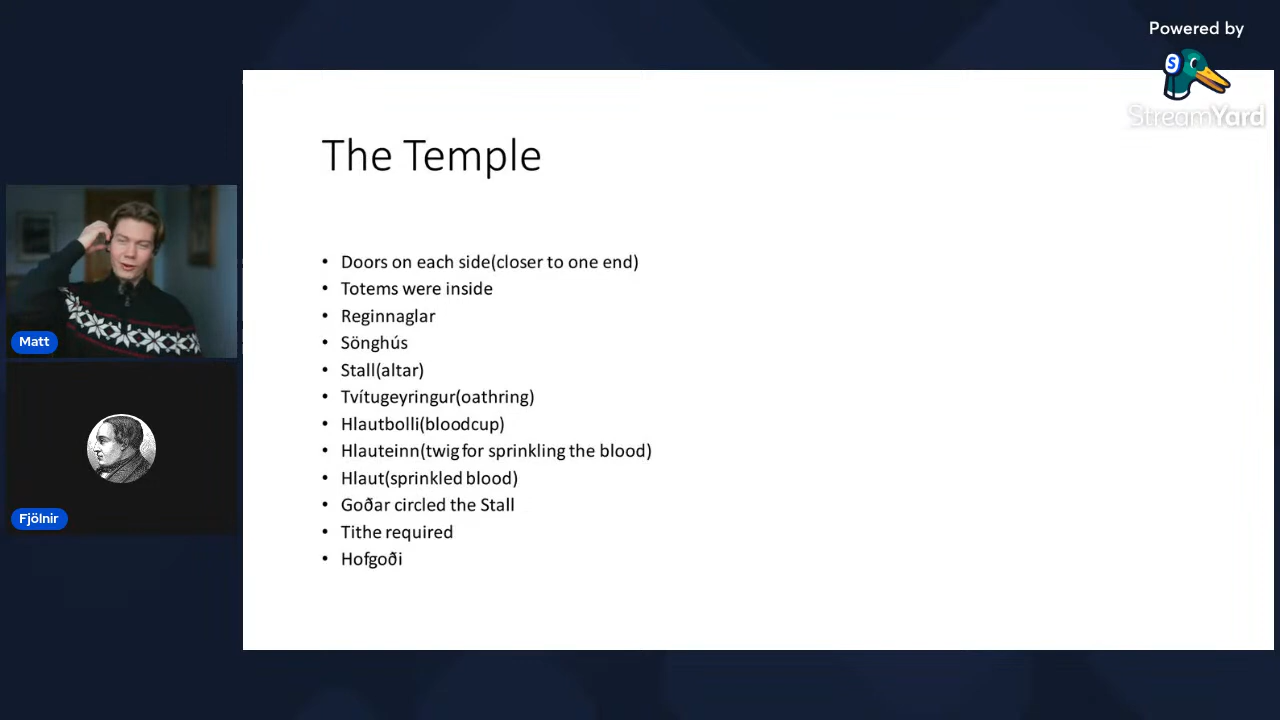 Powered by
StreamYard
The Temple
• Doors on each side(closer to one end)
• Totems were inside
• Reginnaglar
• Sönghús
• Stall(altar)
• Tvítugeyringur(oathring)
• Hlautbolli(bloodcup)
• Hlauteinn(twig for sprinkling the blood)
• Hlaut(sprinkled blood)
• Goðar circled the Stall
• Tithe required
• Hofgoði
Matt
Fjölnir